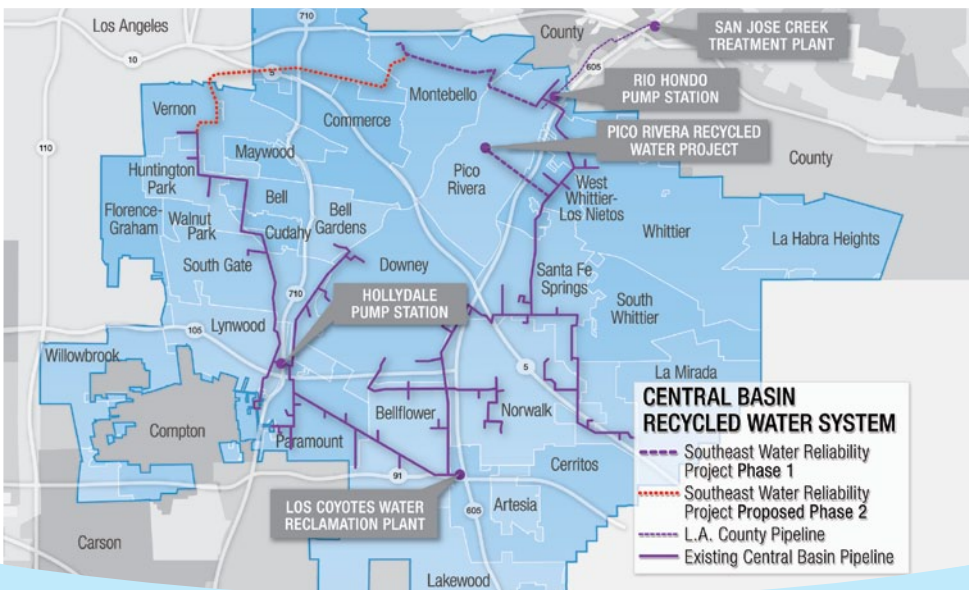 Los Angeles
710
County
SAN JOSE CREEK
TREATMENT PLANT
10
5
605
RIO HONDO
PUMP STATION
Vernon
Montebello
Commerce
110
PICO RIVERA RECYCLED
WATER PROJECT
Maywood
County
Huntington
Park
Pico
Rivera
Bell
West
Whittier-
Los Nietos
Florence-
Graham
Walnut
Park
Bell
Gardens
Cudahy
Whittier
La Habra Heights
South Gate
Downey
Santa Fe
Springs
710
HOLLYDALE
PUMP STATION
South
Whittier
Lynwood
105
Willowbrook
5
La Mirada
Compton
Bellflower
Norwalk
Paramount
91
Cerritos
LOS COYOTES WATER
RECLAMATION PLANT
605
Artesia
Carson
Lakewood
CENTRAL BASIN
RECYCLED WATER SYSTEM
Southeast Water Reliability
Project Phase 1
Southeast Water Reliability
Project Proposed Phase 2
L.A. County Pipeline
Existing Central Basin Pipeline